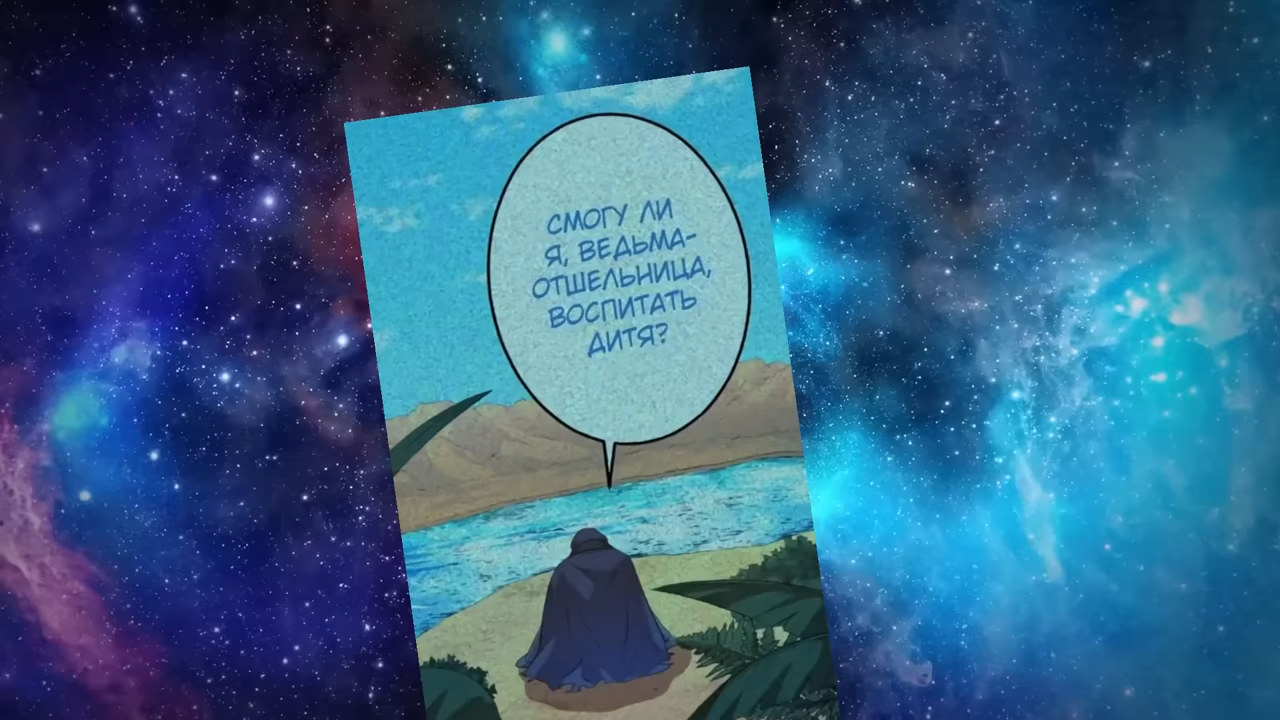 СМОГУ ЛИ
Я, ВЕДЬМА-
ОТШЕЛЬНИЦА,
ВОСПИТАТЬ
ДИТЯ?